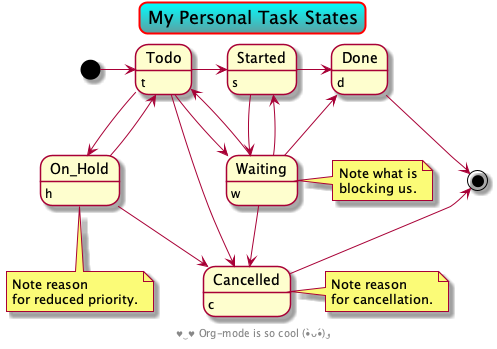 My Personal Task States
Todo
t
Started
s
Done
d
On_Hold
h
Waiting
w
Note what is
blocking us.
Cancelled
c
Note reason
for reduced priority.
Note reason
for cancellation.
Org-mode is so cool